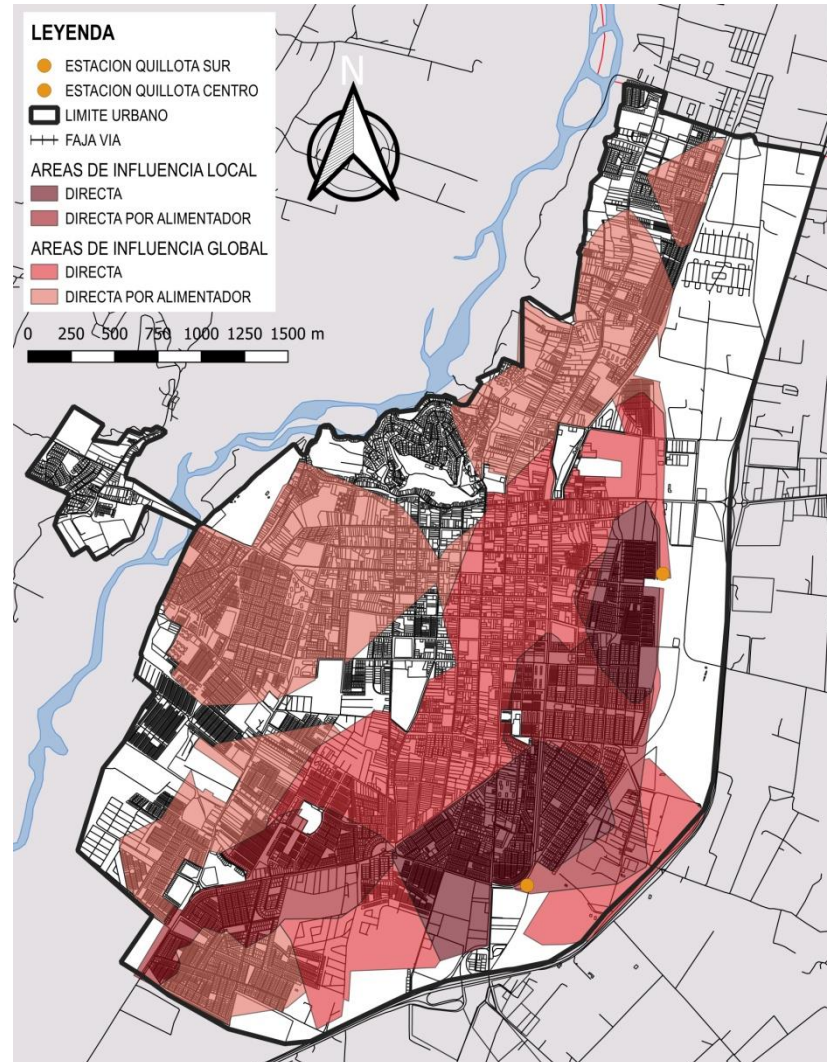 LEYENDA
ESTACION QUILLOTA SUR
ESTACION QUILLOTA CENTRO
LIMITE URBANO
FAJA VIA
AREAS DE INFLUENCIA LOCAL
DIRECTA
DIRECTA POR ALIMENTADOR
AREAS DE INFLUENCIA GLOBAL
DIRECTA
DIRECTA POR ALIMENTADOR
0 250 500 750 1000 1250 1500 m
N